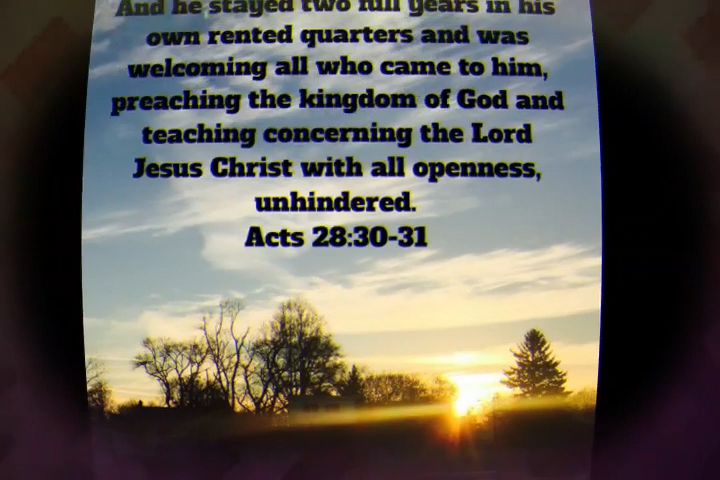 And he stayed two full years in his
own rented quarters and was
welcoming all who came to him,
preaching the kingdom of God and
teaching concerning the Lord
Jesus Christ with all openness,
unhindered.
Acts 28:30-31